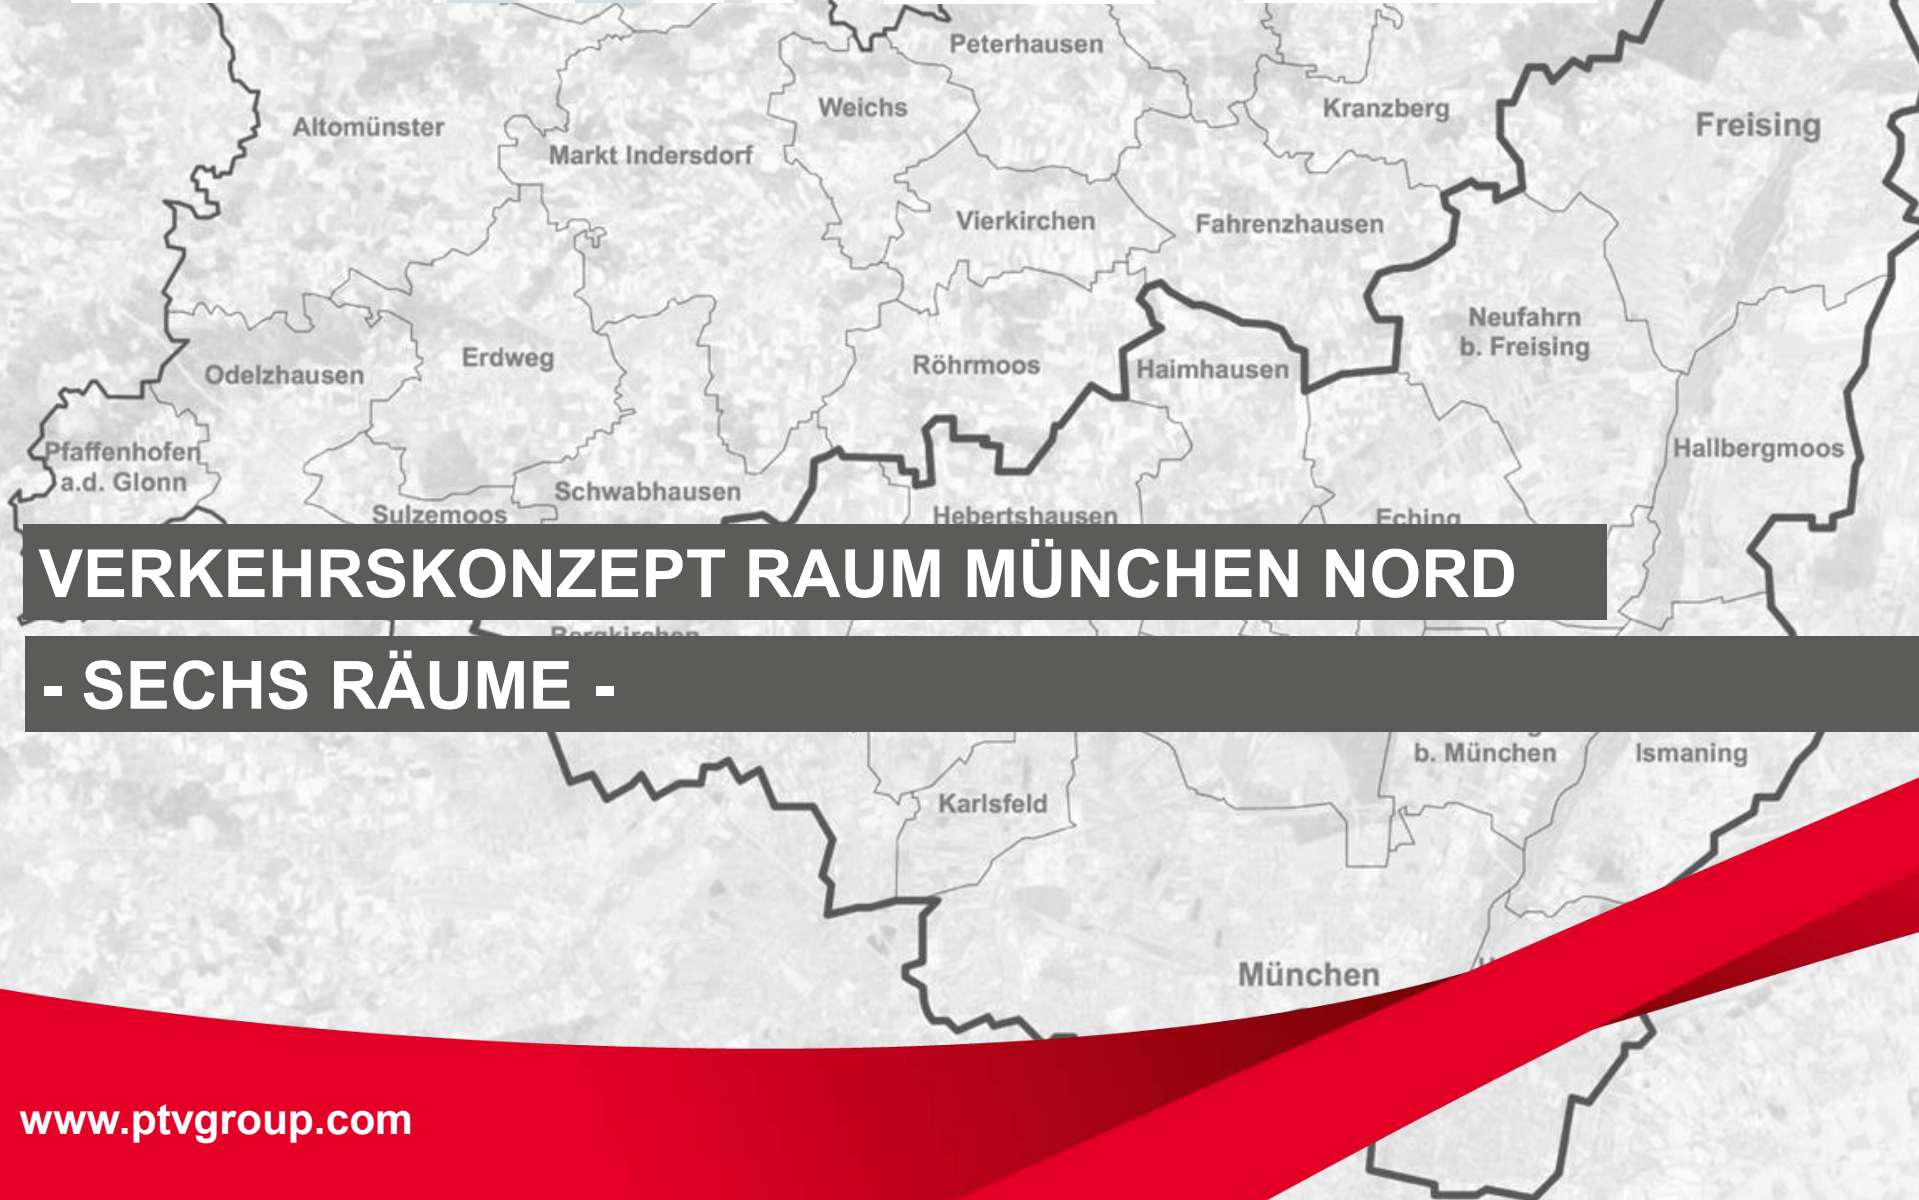 Peterhausen
Weichs
Kranzberg
Freising
Altomünster
Markt Indersdorf
Vierkirchen
Fahrenzhausen
Neufahrn
b. Freising
Erdweg
Odelzhausen
Röhrmoos
Haimhausen
Pfaffenhofen
a.d. Glonn
Hallbergmoos
Schwabhausen
Sulzemoos
Hebertshausen
Eching
VERKEHRSKONZEPT RAUM MÜNCHEN NORD
Bergkirchen
- SECHS RÄUME -
b. München
Ismaning
Karlsfeld
München
www.ptvgroup.com